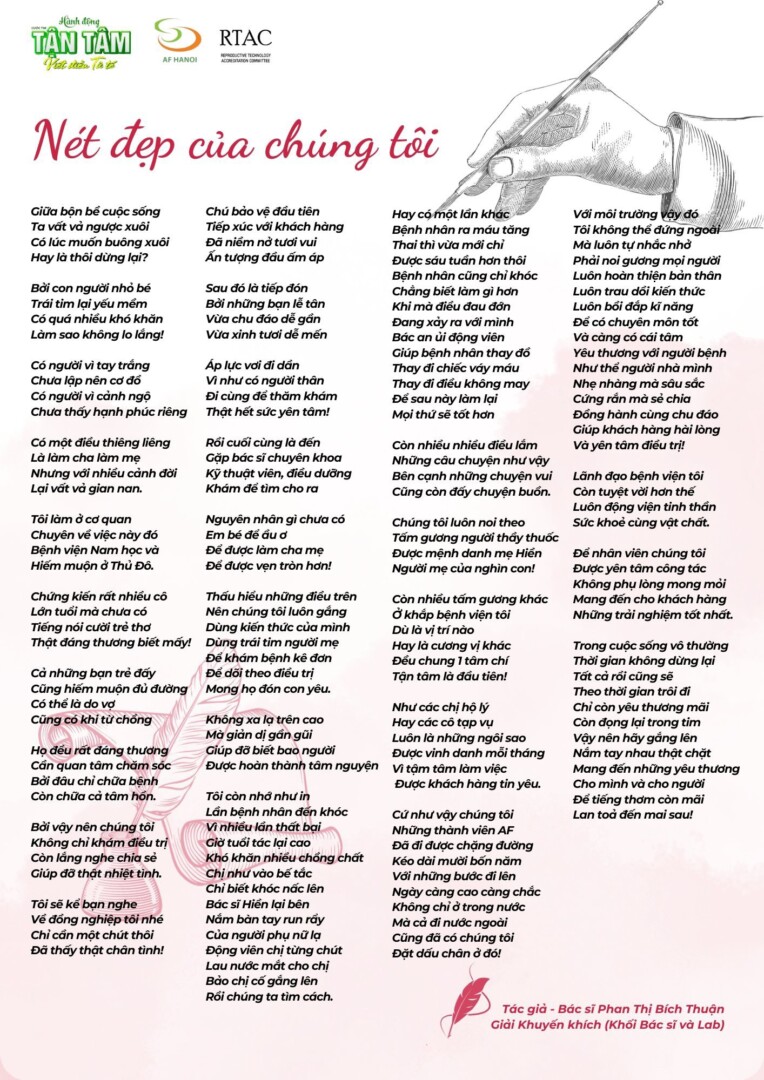 Hành động
TẬN TÂM
Phát triển Tối đa
AF HANOI
RTAC
REPRODUCTIVE TECHNOLOGY
ACCREDITATION COMMITTEE
Nét đẹp của chúng tôi
Giữa bộn bề cuộc sống
Ta vất vả ngược xuôi
Có lúc muốn buông xuôi
Hay là thôi dừng lại?
Bởi con người nhỏ bé
Trái tim lại yếu mềm
Có quá nhiều khó khăn
Làm sao không lo lắng!
Có người vì tay trắng
Chưa lập nên cơ đồ
Có người vì cảnh ngộ
Chưa thấy hạnh phúc riêng
Có một điều thiêng liêng
Là làm cha làm mẹ
Nhưng với nhiều cảnh đời
Lại vất vả gian nan.
Tôi làm ở cơ quan
Chuyên về việc này đó
Bệnh viện Nam học và
Hiếm muộn ở Thủ Đô.
Chứng kiến rất nhiều cô
Lớn tuổi mà chưa có
Tiếng nói cười trẻ thơ
Thật đáng thương biết mấy!
Cả những bạn trẻ đấy
Cũng hiếm muộn đủ đường
Có thể là do vợ
Cũng có khi từ chồng
Họ đều rất đáng thương
Cần quan tâm chăm sóc
Bởi đâu chỉ chữa bệnh
Còn chữa cả tâm hồn.
Bởi vậy nên chúng tôi
Không chỉ khám điều trị
Còn lắng nghe chia sẻ
Giúp đỡ thật nhiệt tình.
Tôi sẽ kể bạn nghe
Về đồng nghiệp tôi nhé
Chỉ cần một chút thôi
Đã thấy thật chân tình!
Chú bảo vệ đầu tiên
Tiếp xúc với khách hàng
Đã niềm nở tươi vui
Ấn tượng đầu ấm áp
Sau đó là tiếp đón
Bởi những bạn lễ tân
Vừa chu đáo dễ gần
Vừa xinh tươi dễ mến
Áp lực vơi đi dần
Vì như có người thân
Đi cùng để thăm khám
Thật hết sức yên tâm!
Rồi cuối cùng là đến
Gặp bác sĩ chuyên khoa
Kỹ thuật viên, điều dưỡng
Khám để tìm cho ra
Nguyên nhân gì chưa có
Em bé để ầu ơ
Để được làm cha mẹ
Để được vẹn tròn hơn!
Thấu hiểu những điều trên
Nên chúng tôi luôn gắng
Dùng kiến thức của mình
Dùng trái tim người mẹ
Để khám bệnh kê đơn
Để dõi theo điều trị
Mong họ đón con yêu.
Không xa lạ trên cao
Mà giản dị gần gũi
Giúp đỡ biết bao người
Được hoàn thành tâm nguyện
Tôi còn nhớ như in
Lần bệnh nhân đến khóc
Vì nhiều lần thất bại
Giờ tuổi tác lại cao
Khó khăn nhiều chồng chất
Chị như vào bế tắc
Chỉ biết khóc nấc lên
Bác sĩ Hiền lại bên
Nắm bàn tay run rẩy
Của người phụ nữ lạ
Động viên chị từng chút
Lau nước mắt cho chị
Bảo chị cố gắng lên
Rồi chúng ta tìm cách.
Hay có một lần khác
Bệnh nhân ra máu tăng
Thai thì vừa mới chỉ
Được sáu tuần hơn thôi
Bệnh nhân cũng chỉ khóc
Chẳng biết làm gì hơn
Khi mà điều đau đớn
Đang xảy ra với mình
Bác an ủi động viên
Giúp bệnh nhân thay đồ
Thay đi chiếc váy máu
Thay đi điều không may
Để sau này làm lại
Mọi thứ sẽ tốt hơn
Còn nhiều nhiều điều lắm
Những câu chuyện như vậy
Bên cạnh những chuyện vui
Cũng còn đấy chuyện buồn.
Chúng tôi luôn noi theo
Tấm gương người thầy thuốc
Được mệnh danh mẹ Hiền
Người mẹ của nghìn con!
Còn nhiều tấm gương khác
Ở khắp bệnh viện tôi
Dù là vị trí nào
Hay là cương vị khác
Đều chung 1 tâm chí
Tận tâm là đầu tiên!
Như các chị hộ lý
Hay các cô tạp vụ
Luôn là những ngôi sao
Được vinh danh mỗi tháng
Vì tậm tâm làm việc
Được khách hàng tin yêu.
Cứ như vậy chúng tôi
Những thành viên AF
Đã đi được chặng đường
Kéo dài mười bốn năm
Với những bước đi lên
Ngày càng cao càng chắc
Không chỉ ở trong nước
Mà cả đi nước ngoài
Cũng đã có chúng tôi
Đặt dấu chân ở đó!
Với môi trường vậy đó
Tôi không thể đứng ngoài
Mà luôn tự nhắc nhở
Phải noi gương mọi người
Luôn hoàn thiện bản thân
Luôn trau dồi kiến thức
Luôn bồi đắp kĩ năng
Để có chuyên môn tốt
Và càng có cái tâm
Yêu thương với người bệnh
Như thể người nhà mình
Nhẹ nhàng mà sâu sắc
Cứng rắn mà sẻ chia
Đồng hành cùng chu đáo
Giúp khách hàng hài lòng
Và yên tâm điều trị!
Lãnh đạo bệnh viện tôi
Còn tuyệt vời hơn thế
Luôn động viện tinh thần
Sức khoẻ cùng vật chất.
Để nhân viên chúng tôi
Được yên tâm công tác
Không phụ lòng mong mỏi
Mang đến cho khách hàng
Những trải nghiệm tốt nhất.
Trong cuộc sống vô thường
Thời gian không dừng lại
Tất cả rồi cũng sẽ
Theo thời gian trôi đi
Chỉ còn yêu thương mãi
Còn đọng lại trong tim
Vậy nên hãy gắng lên
Nắm tay nhau thật chặt
Mang đến những yêu thương
Cho mình và cho người
Để tiếng thơm còn mãi
Lan toả đến mai sau!
Tác giả - Bác sĩ Phan Thị Bích Thuận
Giải Khuyến khích (Khối Bác sĩ và Lab)